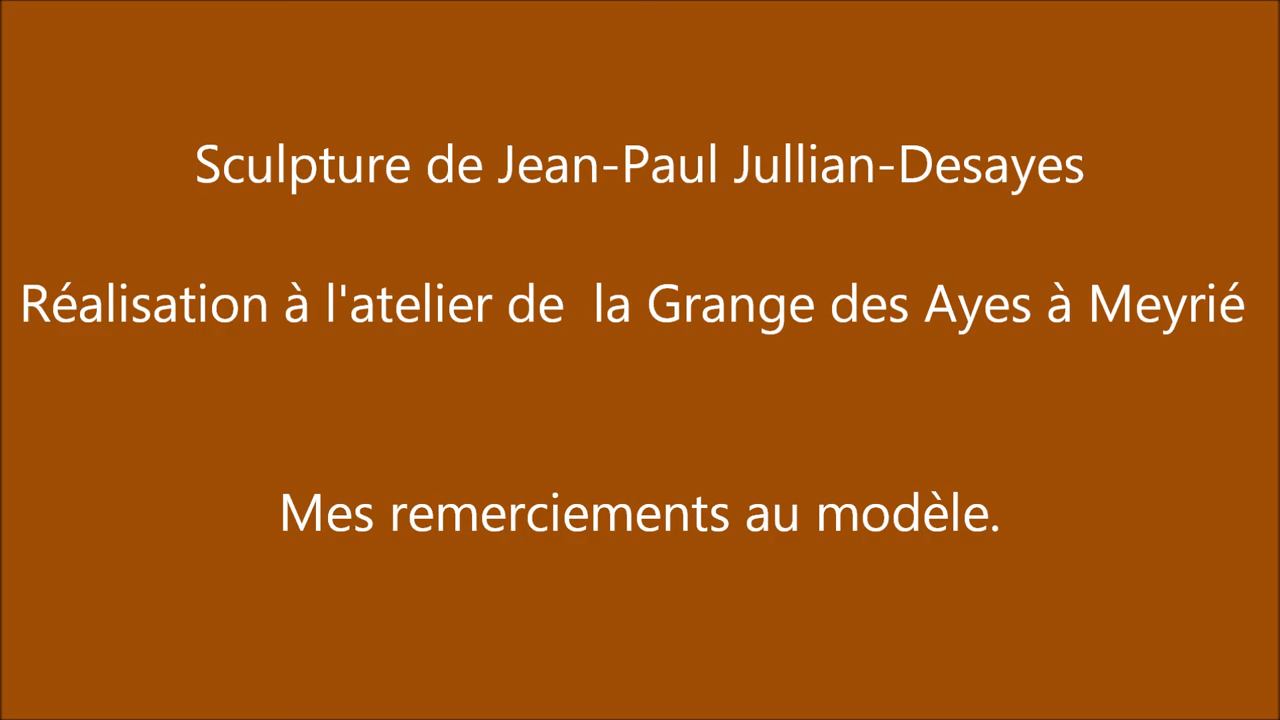 Sculpture de Jean-Paul Jullian-Desayes
Réalisation à l'atelier de  la Grange des Ayes à Meyrié
Mes remerciements au modèle.